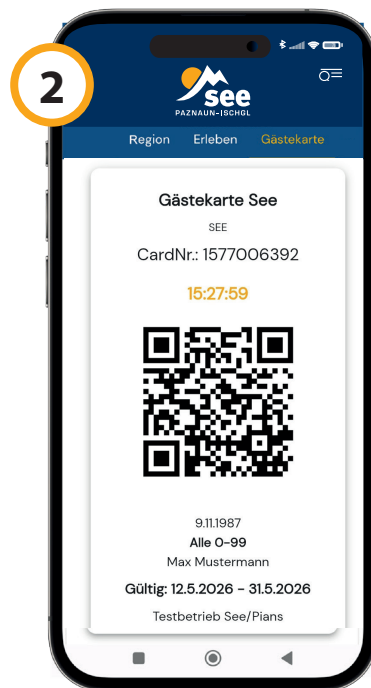 2
see
PAZNAUN-ISCHGL
Region Erleben Gästekarte
Gästekarte See
SEE
CardNr.: 1577006392
15:27:59
9.11.1987
Alle 0-99
Max Mustermann
Gültig: 12.5.2026 - 31.5.2026
Testbetrieb See/Pians